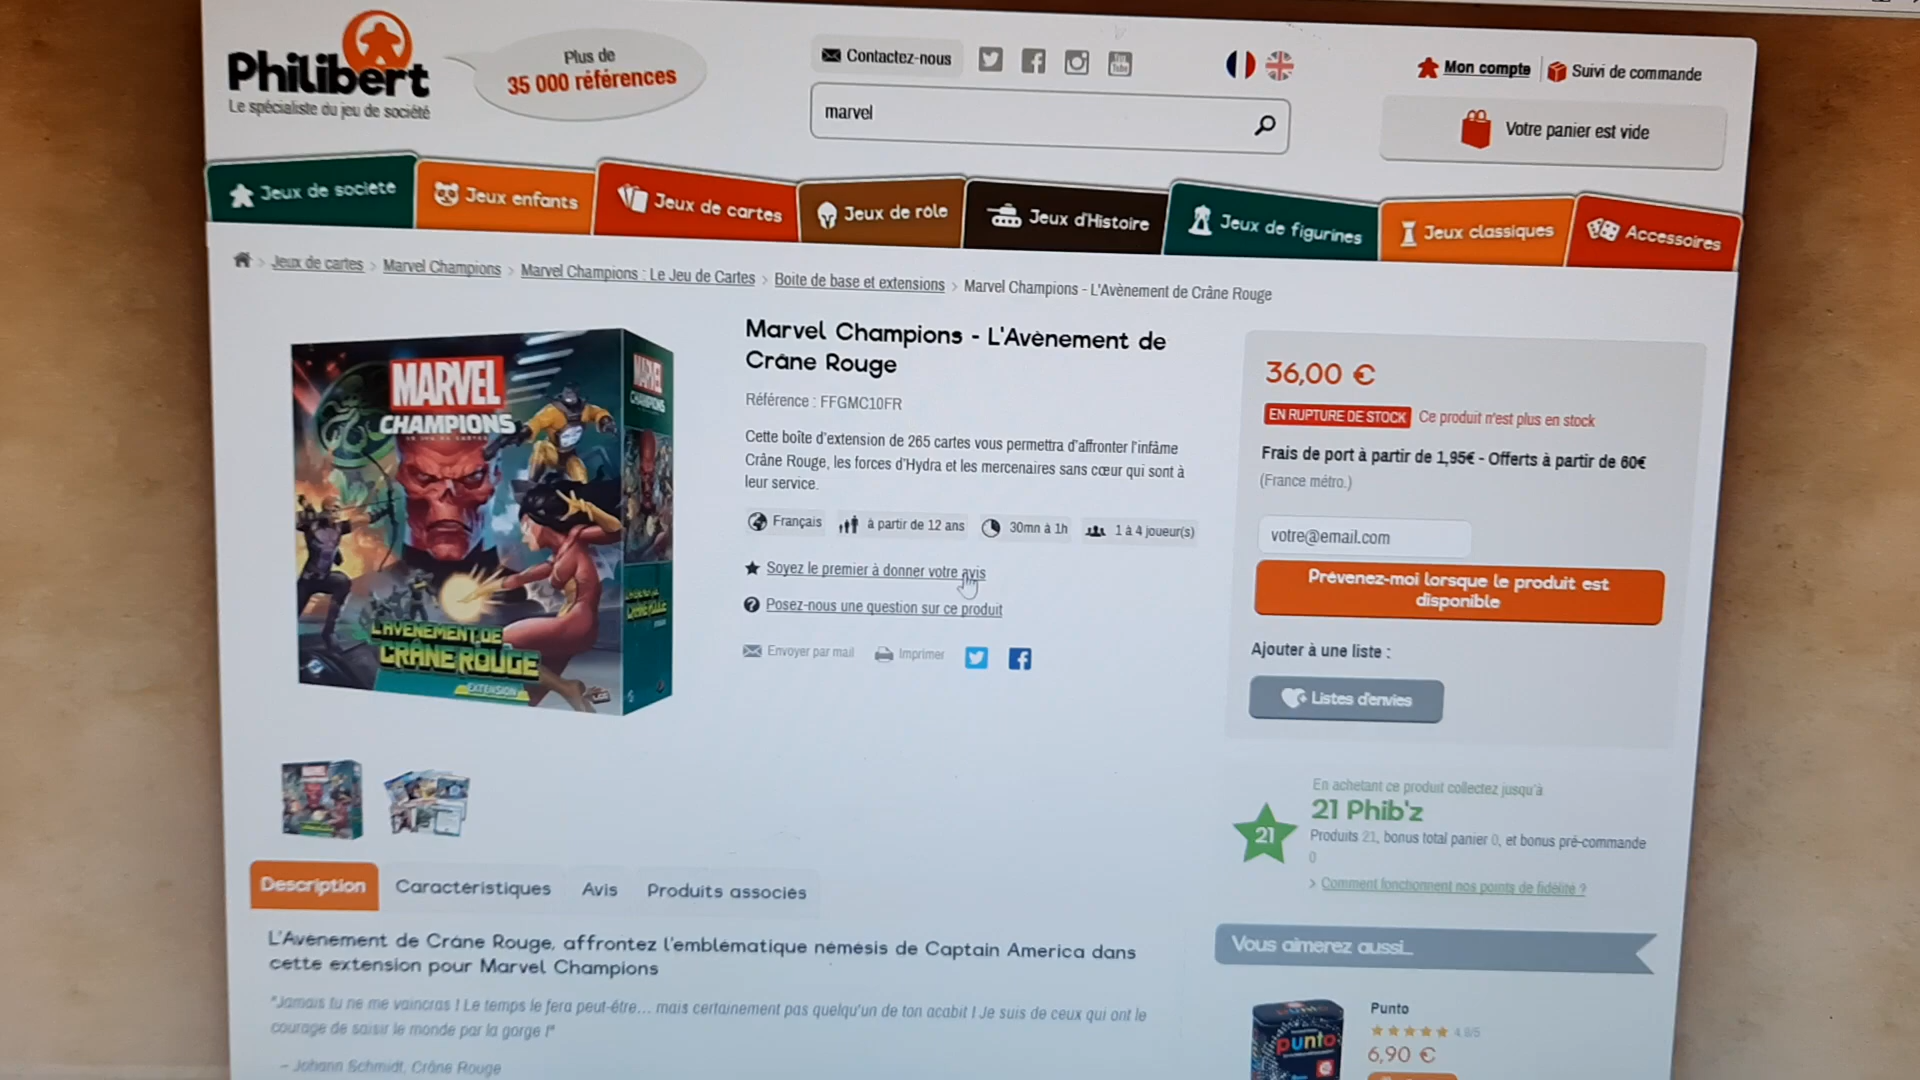 Philibert
Le spécialiste du jeu de société
Plus de
35 000 références
Contactez-nous
marvel
Mon compte
Suivi de commande
Votre panier est vide
Jeux de société
Jeux enfants
Jeux de cartes
Jeux de rôle
Jeux d'Histoire
Jeux de figurines
Jeux classiques
Accessoires
> Jeux de cartes > Marvel Champions > Marvel Champions : Le Jeu de Cartes > Boite de base et extensions > Marvel Champions - L'Avènement de Crâne Rouge
MARVEL
CHAMPIONS
LE JEU DE CARTES
L'AVÈNEMENT DE
CRÂNE ROUGE
EXTENSION
MARVEL
CHAMPIONS
Marvel Champions - L'Avènement de
Crâne Rouge
Référence : FFGMC10FR
Cette boîte d'extension de 265 cartes vous permettra d'affronter l'infâme
Crâne Rouge, les forces d'Hydra et les mercenaires sans cœur qui sont à
leur service.
Français
à partir de 12 ans
30mn à 1h
1 à 4 joueur(s)
Soyez le premier à donner votre avis
Posez-nous une question sur ce produit
Envoyer par mail
Imprimer
36,00 €
EN RUPTURE DE STOCK Ce produit n'est plus en stock
Frais de port à partir de 1,95€ - Offerts à partir de 60€
(France métro.)
votre@email.com
Prévenez-moi lorsque le produit est
disponible
Ajouter à une liste :
Listes d'envies
En achetant ce produit collectez jusqu'à
21
21 Phib'z
Produits 21, bonus total panier 0, et bonus pré-commande
0
> Comment fonctionnent nos points de fidélité ?
Description
Caractéristiques
Avis
Produits associés
L'Avènement de Crâne Rouge, affrontez l'emblématique némésis de Captain America dans
cette extension pour Marvel Champions
"Jamais tu ne me vaincras ! Le temps le fera peut-être... mais certainement pas quelqu'un de ton acabit ! Je suis de ceux qui ont le
courage de saisir le monde par la gorge !"
– Johann Schmidt, Crâne Rouge
Vous aimerez aussi...
punto
Punto
4.8/5
6,90 €